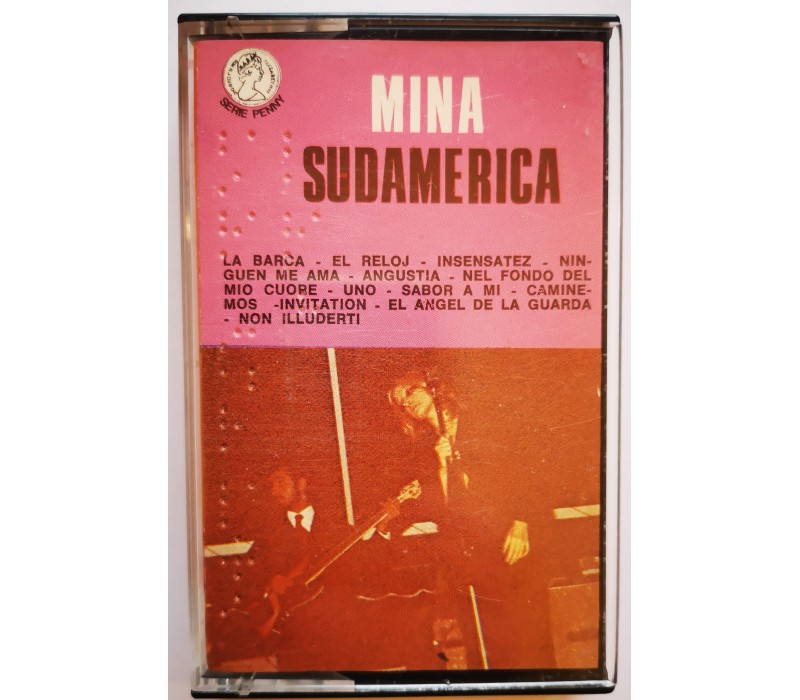 SERIE PENNY
MINA
SUDAMERICA
LA BARCA - EL RELOJ - INSENSATEZ - NIN-
GUEN ME AMA - ANGUSTIA - NEL FONDO DEL
MIO CUORE - UNO - SABOR A MI - CAMINE-
MOS -INVITATION - EL ANGEL DE LA GUARDA
- NON ILLUDERTI